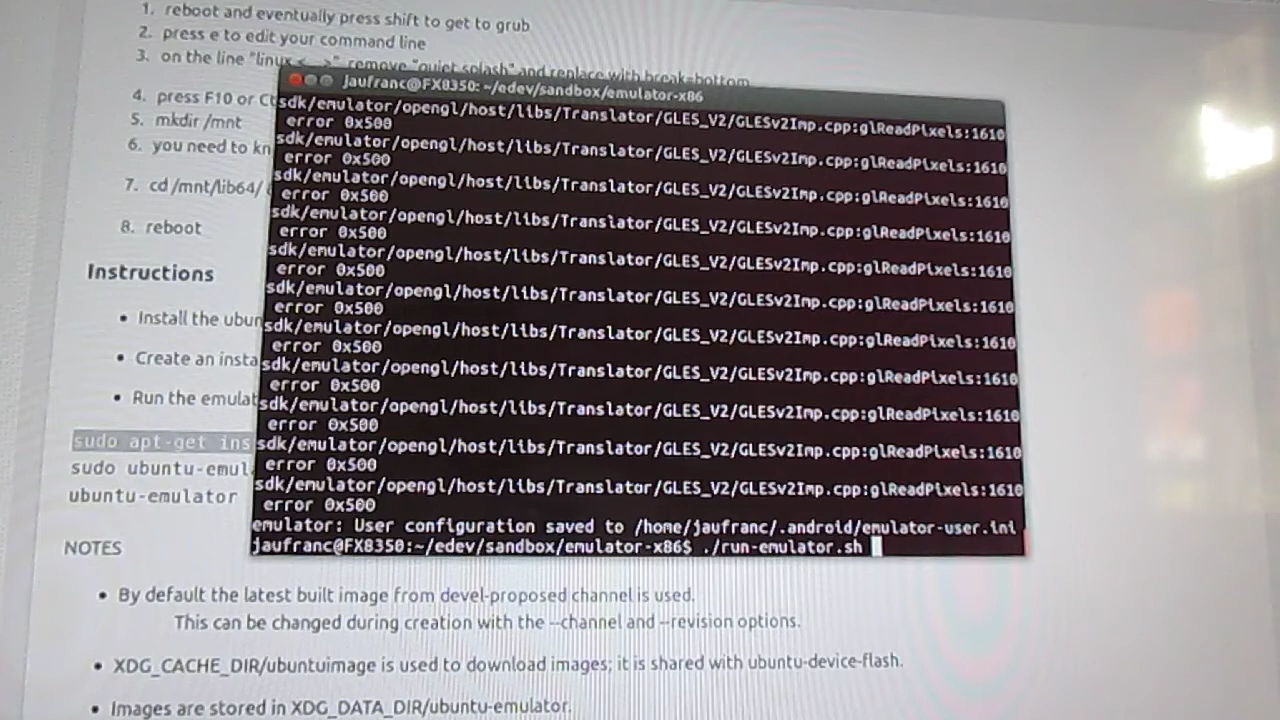 1. reboot and eventually press shift to get to grub
2. press e to edit your command line
3. on the line "linux <...>", remove "quiet splash" and replace with break=bottom
4. press F10 or C
5. mkdir /mnt
6. you need to kn
7. cd /mnt/lib64/
8. reboot
Instructions
• Install the ubun
• Create an insta
• Run the emulat
sudo apt-get ins
sudo ubuntu-emul
ubuntu-emulator
NOTES
• By default the latest built image from devel-proposed channel is used.
This can be changed during creation with the --channel and --revision options.
• XDG_CACHE_DIR/ubuntuimage is used to download images; it is shared with ubuntu-device-flash.
• Images are stored in XDG_DATA_DIR/ubuntu-emulator.
jaufranc@FX8350: ~/edev/sandbox/emulator-x86
sdk/emulator/opengl/host/libs/Translator/GLES_V2/GLESv2Imp.cpp:glReadPixels:1610
error 0x500
sdk/emulator/opengl/host/libs/Translator/GLES_V2/GLESv2Imp.cpp:glReadPixels:1610
error 0x500
sdk/emulator/opengl/host/libs/Translator/GLES_V2/GLESv2Imp.cpp:glReadPixels:1610
error 0x500
sdk/emulator/opengl/host/libs/Translator/GLES_V2/GLESv2Imp.cpp:glReadPixels:1610
error 0x500
sdk/emulator/opengl/host/libs/Translator/GLES_V2/GLESv2Imp.cpp:glReadPixels:1610
error 0x500
sdk/emulator/opengl/host/libs/Translator/GLES_V2/GLESv2Imp.cpp:glReadPixels:1610
error 0x500
sdk/emulator/opengl/host/libs/Translator/GLES_V2/GLESv2Imp.cpp:glReadPixels:1610
error 0x500
sdk/emulator/opengl/host/libs/Translator/GLES_V2/GLESv2Imp.cpp:glReadPixels:1610
error 0x500
sdk/emulator/opengl/host/libs/Translator/GLES_V2/GLESv2Imp.cpp:glReadPixels:1610
error 0x500
sdk/emulator/opengl/host/libs/Translator/GLES_V2/GLESv2Imp.cpp:glReadPixels:1610
error 0x500
sdk/emulator/opengl/host/libs/Translator/GLES_V2/GLESv2Imp.cpp:glReadPixels:1610
error 0x500
emulator: User configuration saved to /home/jaufranc/.android/emulator-user.ini
jaufranc@FX8350:~/edev/sandbox/emulator-x86$ ./run-emulator.sh